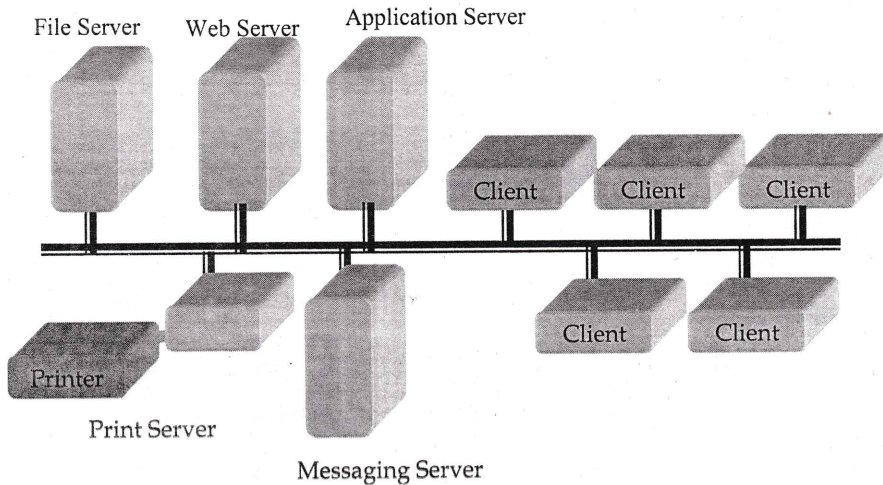 File Server
Web Server
Application Server
Client
Client
Client
Client
Client
Printer
Print Server
Messaging Server